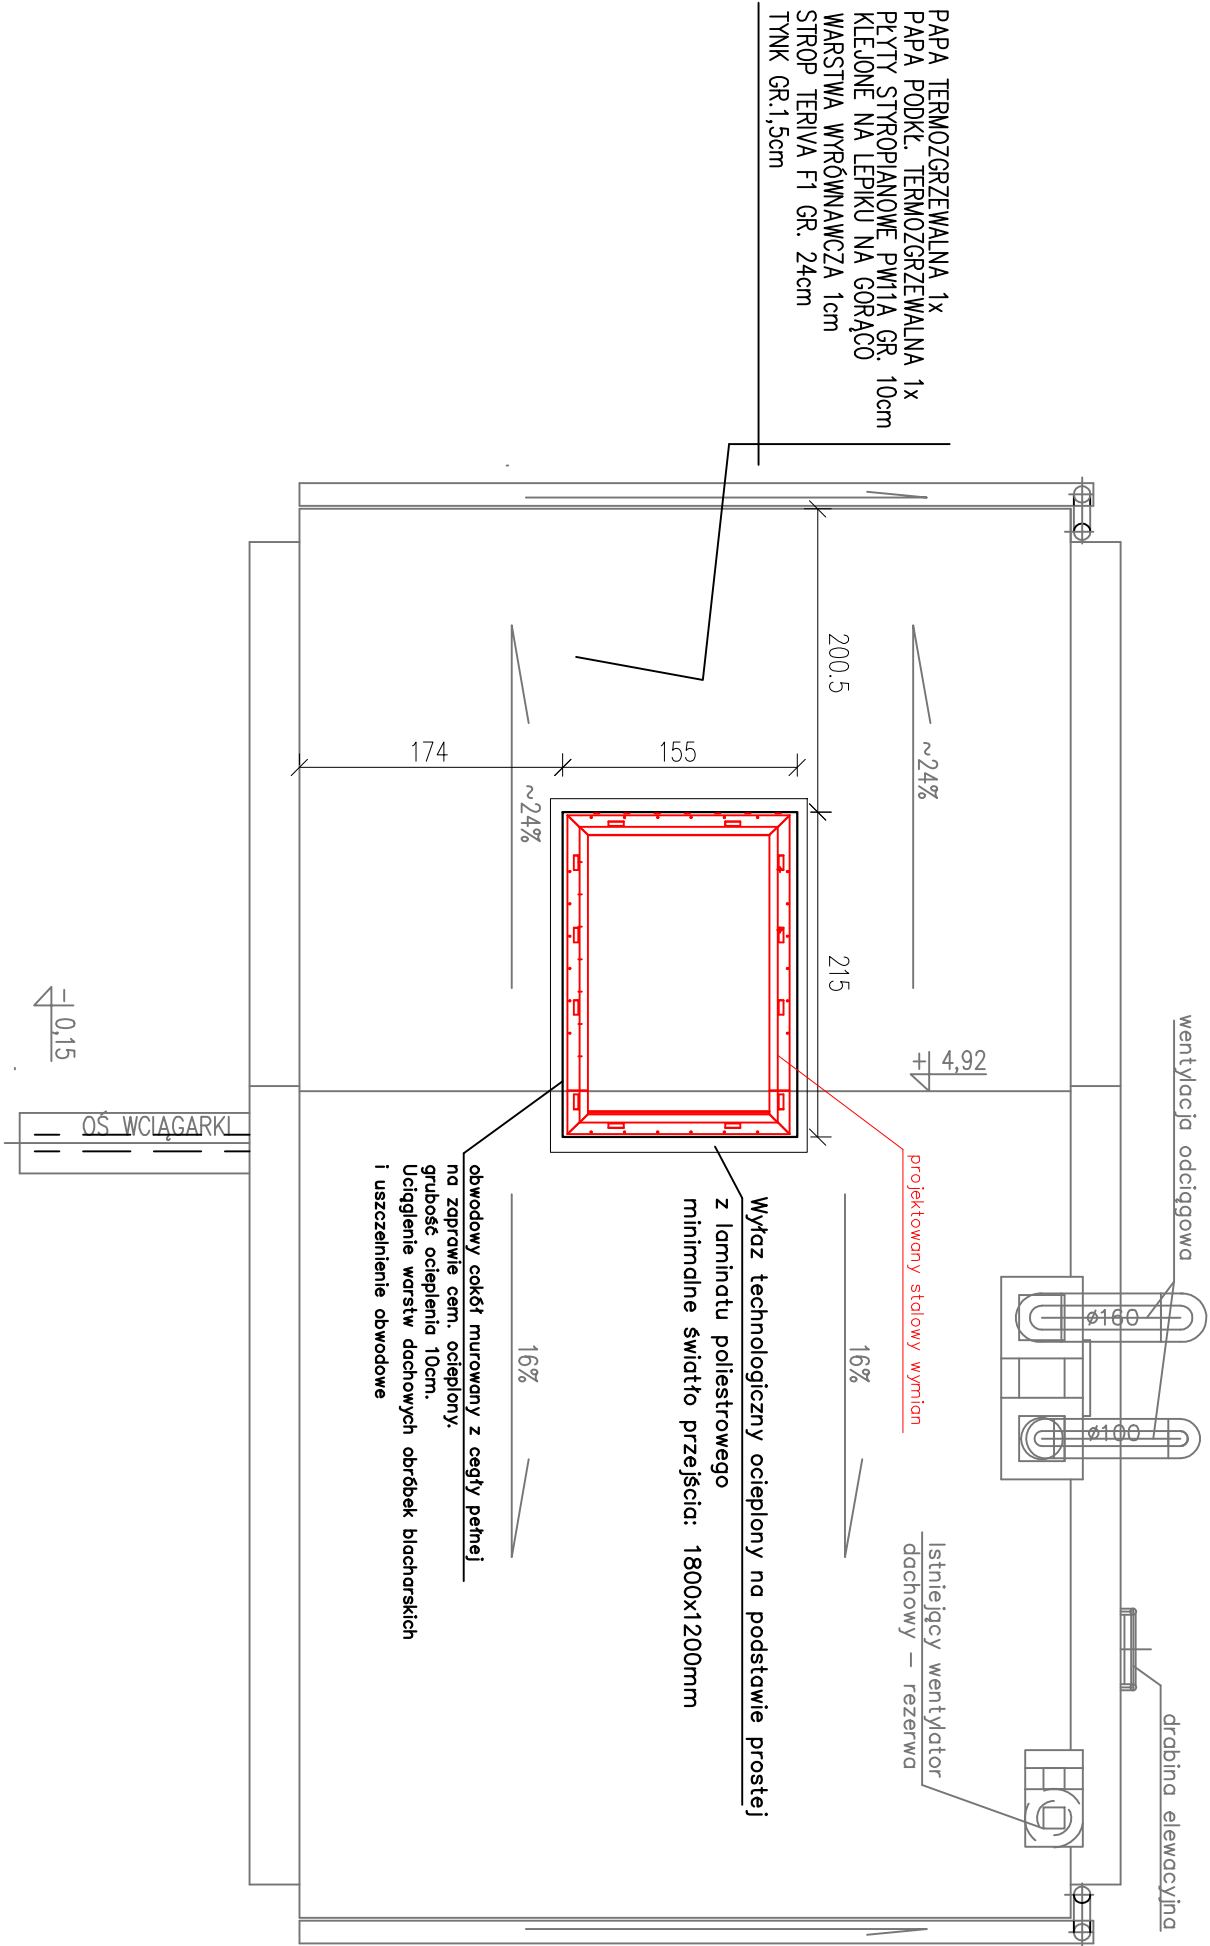 PAPA TERMOZGRZEWALNA 1x
PAPA PODKŁ. TERMOZGRZEWALNA 1x
PŁYTY STYROPIANOWE PW11A GR. 10cm
KLEJONE NA LEPIKU NA GORĄCO
WARSTWA WYRÓWNAWCZA 1cm
STROP TERIVA F1 GR. 24cm
TYNK GR.1,5cm
200.5
215
174
155
~24%
~24%
+ 4,92
- 0,15
OŚ WCIĄGARKI
wentylacja odciągowa
ø160
ø100
projektowany stalowy wymian
Wyłaz technologiczny ocieplony na podstawie prostej
z laminatu poliestrowego
minimalne światło przejścia: 1800x1200mm
obwodowy cokół murowany z cegły pełnej
na zaprawie cem. ocieplony.
grubość ocieplenia 10cm.
Uciąglenie warstw dachowych obróbek blacharskich
i uszczelnienie obwodowe
16%
16%
Istniejący wentylator
dachowy – rezerwa
drabina elewacyjna